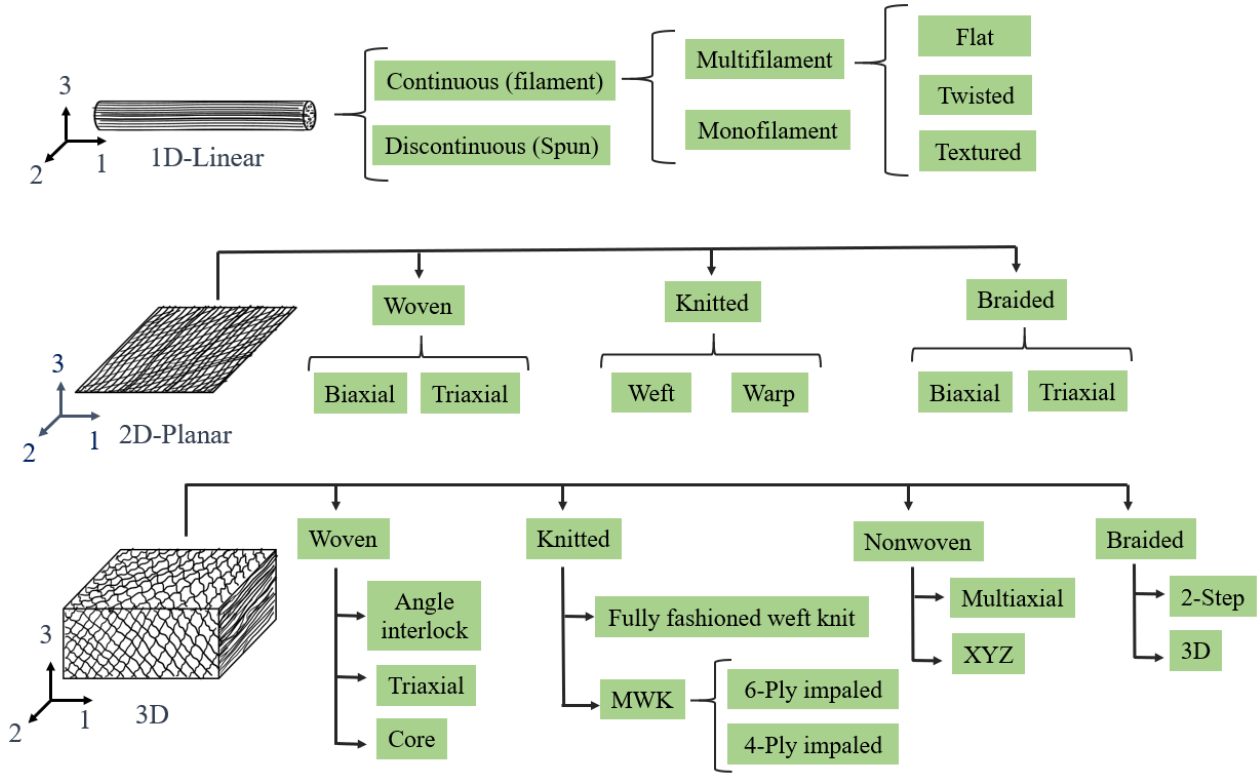 Flat
Continuous (filament)
Multifilament
Twisted
Discontinuous (Spun)
Monofilament
Textured
3
2
1
1D-Linear
Woven
Knitted
Braided
Biaxial
Triaxial
Weft
Warp
Biaxial
Triaxial
3
2
1
2D-Planar
Woven
Knitted
Nonwoven
Braided
Angle
interlock
Triaxial
Core
Fully fashioned weft knit
MWK
6-Ply impaled
4-Ply impaled
Multiaxial
XYZ
2-Step
3D
3
2
1
3D